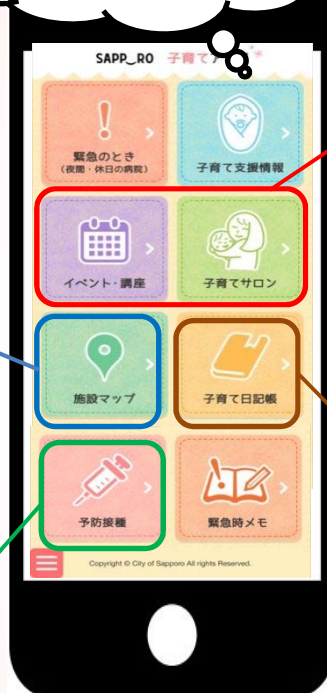 SAPP_RO 子育てア
緊急のとき
(夜間・休日の病院)
子育て支援情報
イベント・講座
子育てサロン
施設マップ
子育て日記帳
予防接種
緊急時メモ
Copyright © City of Sapporo All rights Reserved.